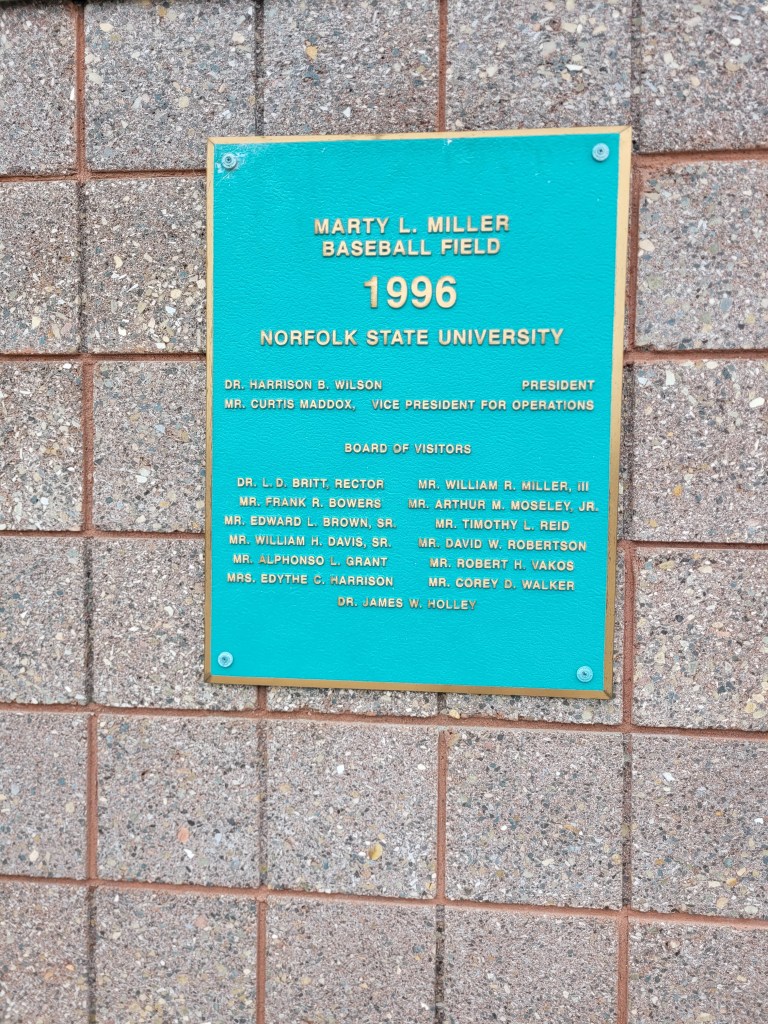 MARTY L. MILLER
BASEBALL FIELD
1996
NORFOLK STATE UNIVERSITY
DR. HARRISON B. WILSON PRESIDENT
MR. CURTIS MADDOX, VICE PRESIDENT FOR OPERATIONS
BOARD OF VISITORS
DR. L. D. BRITT, RECTOR MR. WILLIAM R. MILLER, III
MR. FRANK R. BOWERS MR. ARTHUR M. MOSELEY, JR.
MR. EDWARD L. BROWN, SR. MR. TIMOTHY L. REID
MR. WILLIAM H. DAVIS, SR. MR. DAVID W. ROBERTSON
MR. ALPHONSO L. GRANT MR. ROBERT H. VAKOS
MRS. EDYTHE C. HARRISON MR. COREY D. WALKER
DR. JAMES W. HOLLEY